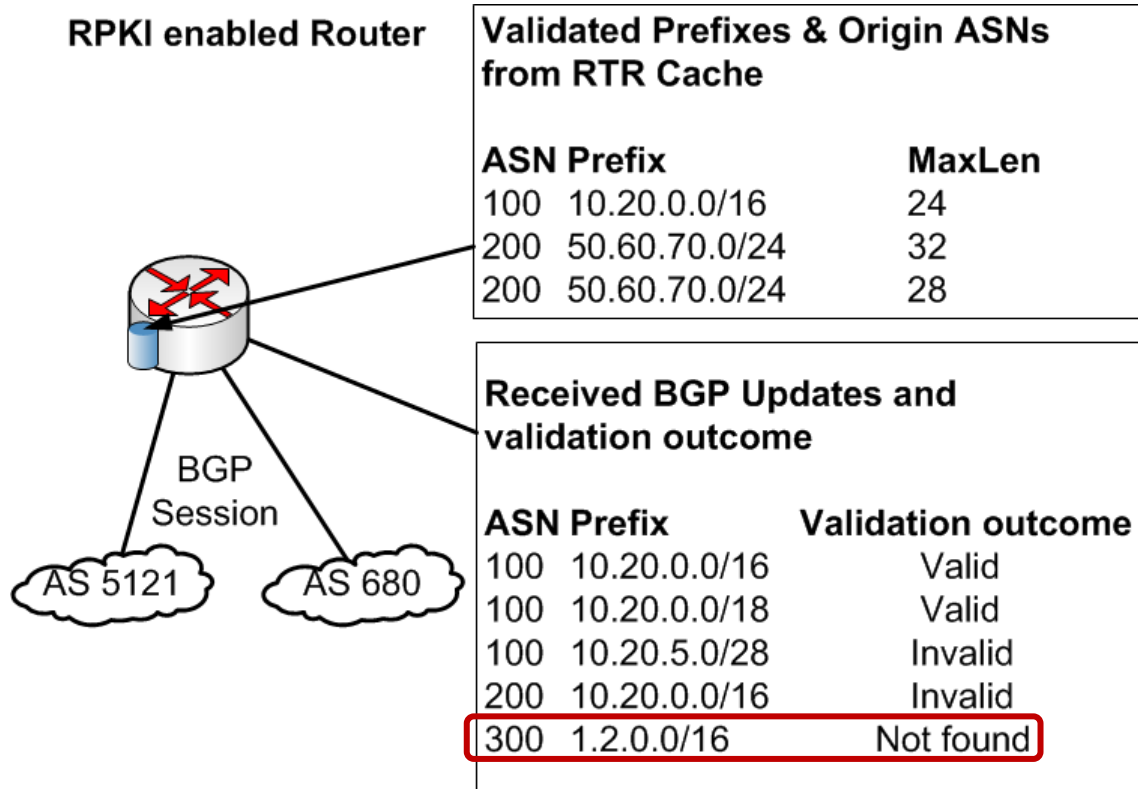 RPKI enabled Router
Validated Prefixes & Origin ASNs
from RTR Cache
ASN Prefix MaxLen
100 10.20.0.0/16 24
200 50.60.70.0/24 32
200 50.60.70.0/24 28
Received BGP Updates and
validation outcome
BGP
Session
AS 5121
AS 680
ASN Prefix Validation outcome
100 10.20.0.0/16 Valid
100 10.20.0.0/18 Valid
100 10.20.5.0/28 Invalid
200 10.20.0.0/16 Invalid
300 1.2.0.0/16 Not found